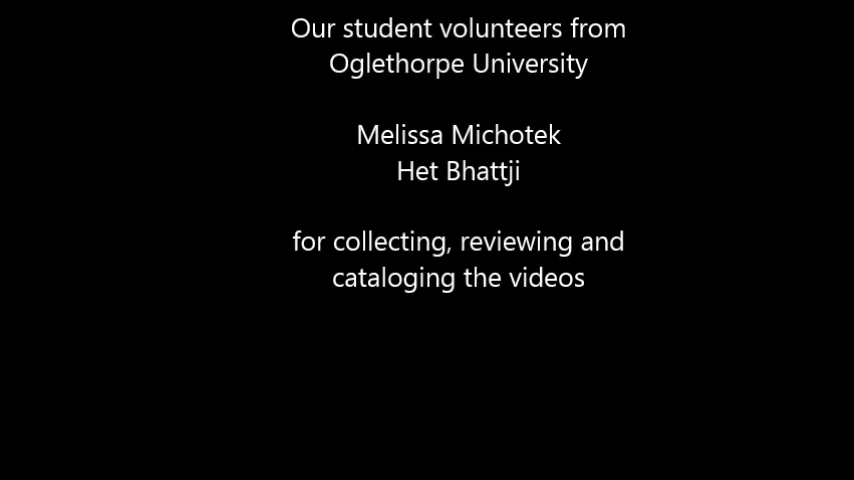 Our student volunteers from
Oglethorpe University
Melissa Michotek
Het Bhattji
for collecting, reviewing and
cataloging the videos